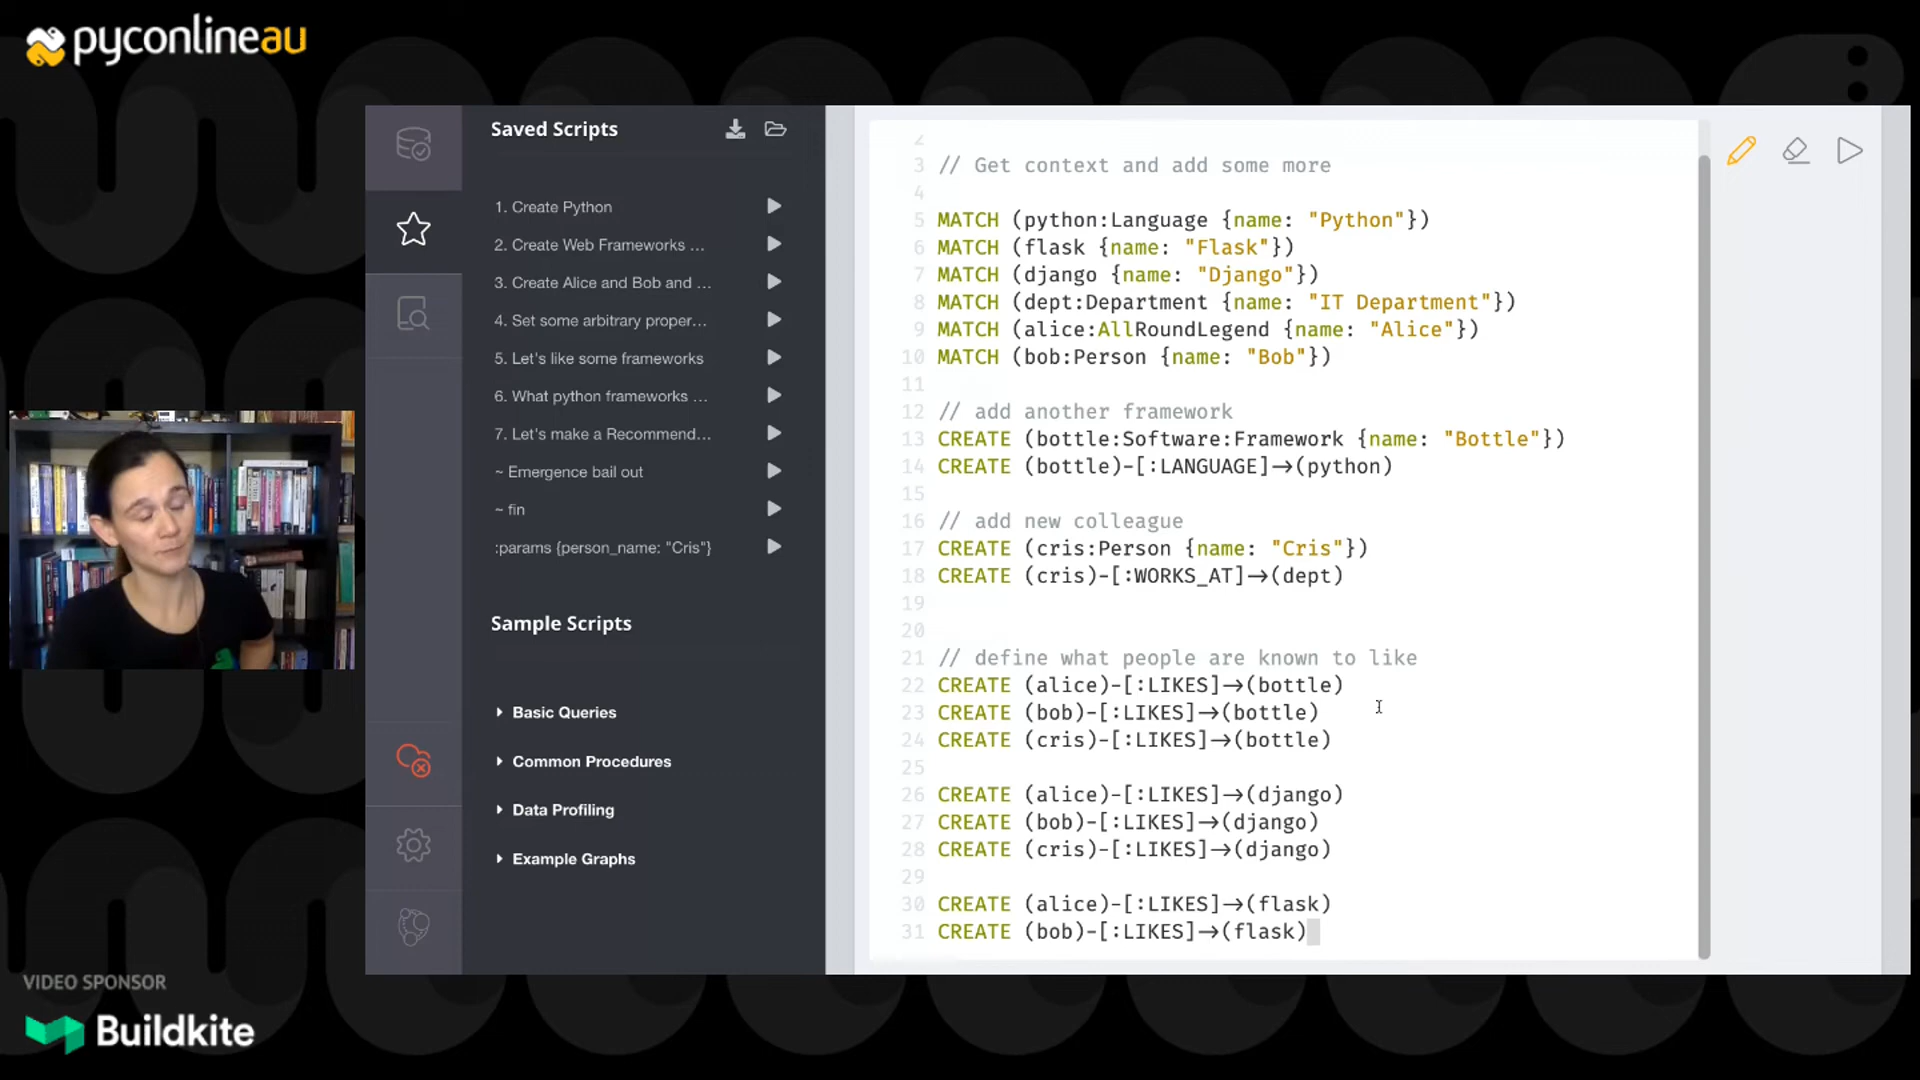 pyconlineau
Saved Scripts
1. Create Python
2. Create Web Frameworks ...
3. Create Alice and Bob and ...
4. Set some arbitrary proper...
5. Let's like some frameworks
6. What python frameworks ...
7. Let's make a Recommend...
~ Emergence bail out
~ fin
:params {person_name: "Cris"}
Sample Scripts
Basic Queries
Common Procedures
Data Profiling
Example Graphs
2
3 // Get context and add some more
4
5 MATCH (python:Language {name: "Python"})
6 MATCH (flask {name: "Flask"})
7 MATCH (django {name: "Django"})
8 MATCH (dept:Department {name: "IT Department"})
9 MATCH (alice:AllRoundLegend {name: "Alice"})
10 MATCH (bob:Person {name: "Bob"})
11
12 // add another framework
13 CREATE (bottle:Software:Framework {name: "Bottle"})
14 CREATE (bottle)-[:LANGUAGE]->(python)
15
16 // add new colleague
17 CREATE (cris:Person {name: "Cris"})
18 CREATE (cris)-[:WORKS_AT]->(dept)
19
20
21 // define what people are known to like
22 CREATE (alice)-[:LIKES]->(bottle)
23 CREATE (bob)-[:LIKES]->(bottle)
24 CREATE (cris)-[:LIKES]->(bottle)
25
26 CREATE (alice)-[:LIKES]->(django)
27 CREATE (bob)-[:LIKES]->(django)
28 CREATE (cris)-[:LIKES]->(django)
29
30 CREATE (alice)-[:LIKES]->(flask)
31 CREATE (bob)-[:LIKES]->(flask)
VIDEO SPONSOR
Buildkite